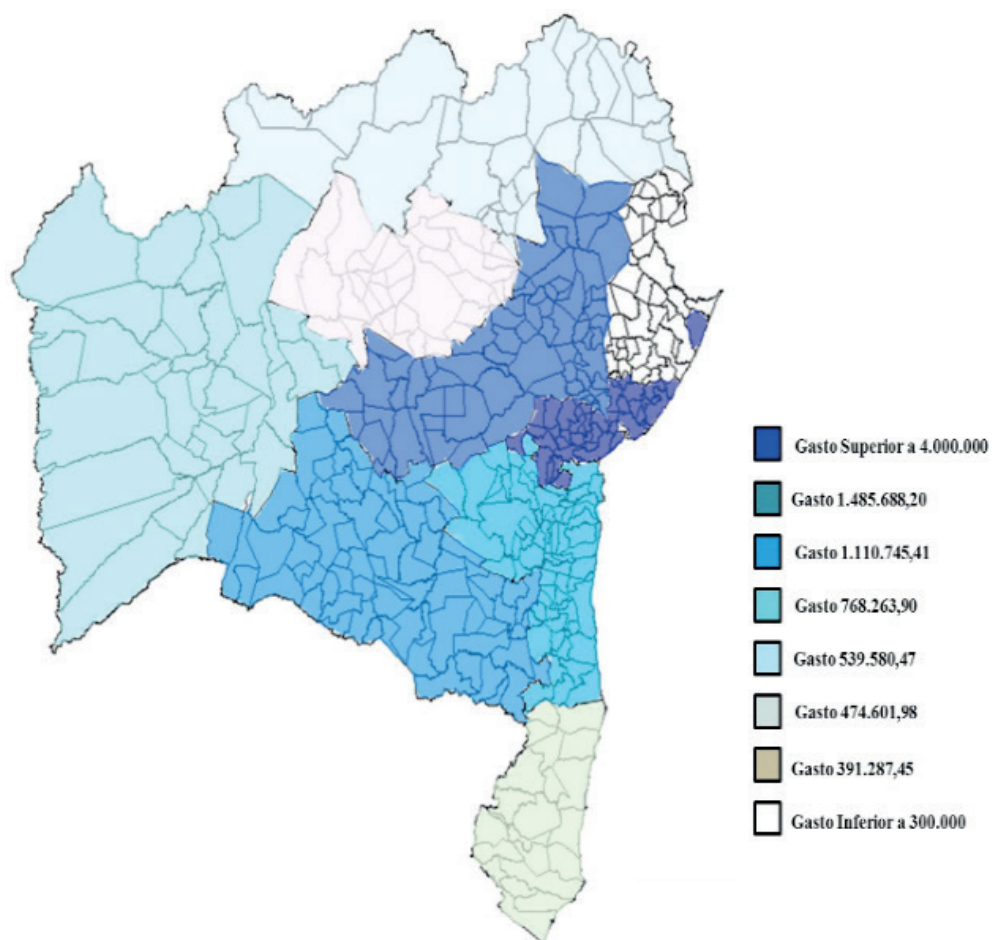 Gasto Superior a 4.000.000
Gasto 1.485.688,20
Gasto 1.110.745,41
Gasto 768.263,90
Gasto 539.580,47
Gasto 474.601,98
Gasto 391.287,45
Gasto Inferior a 300.000